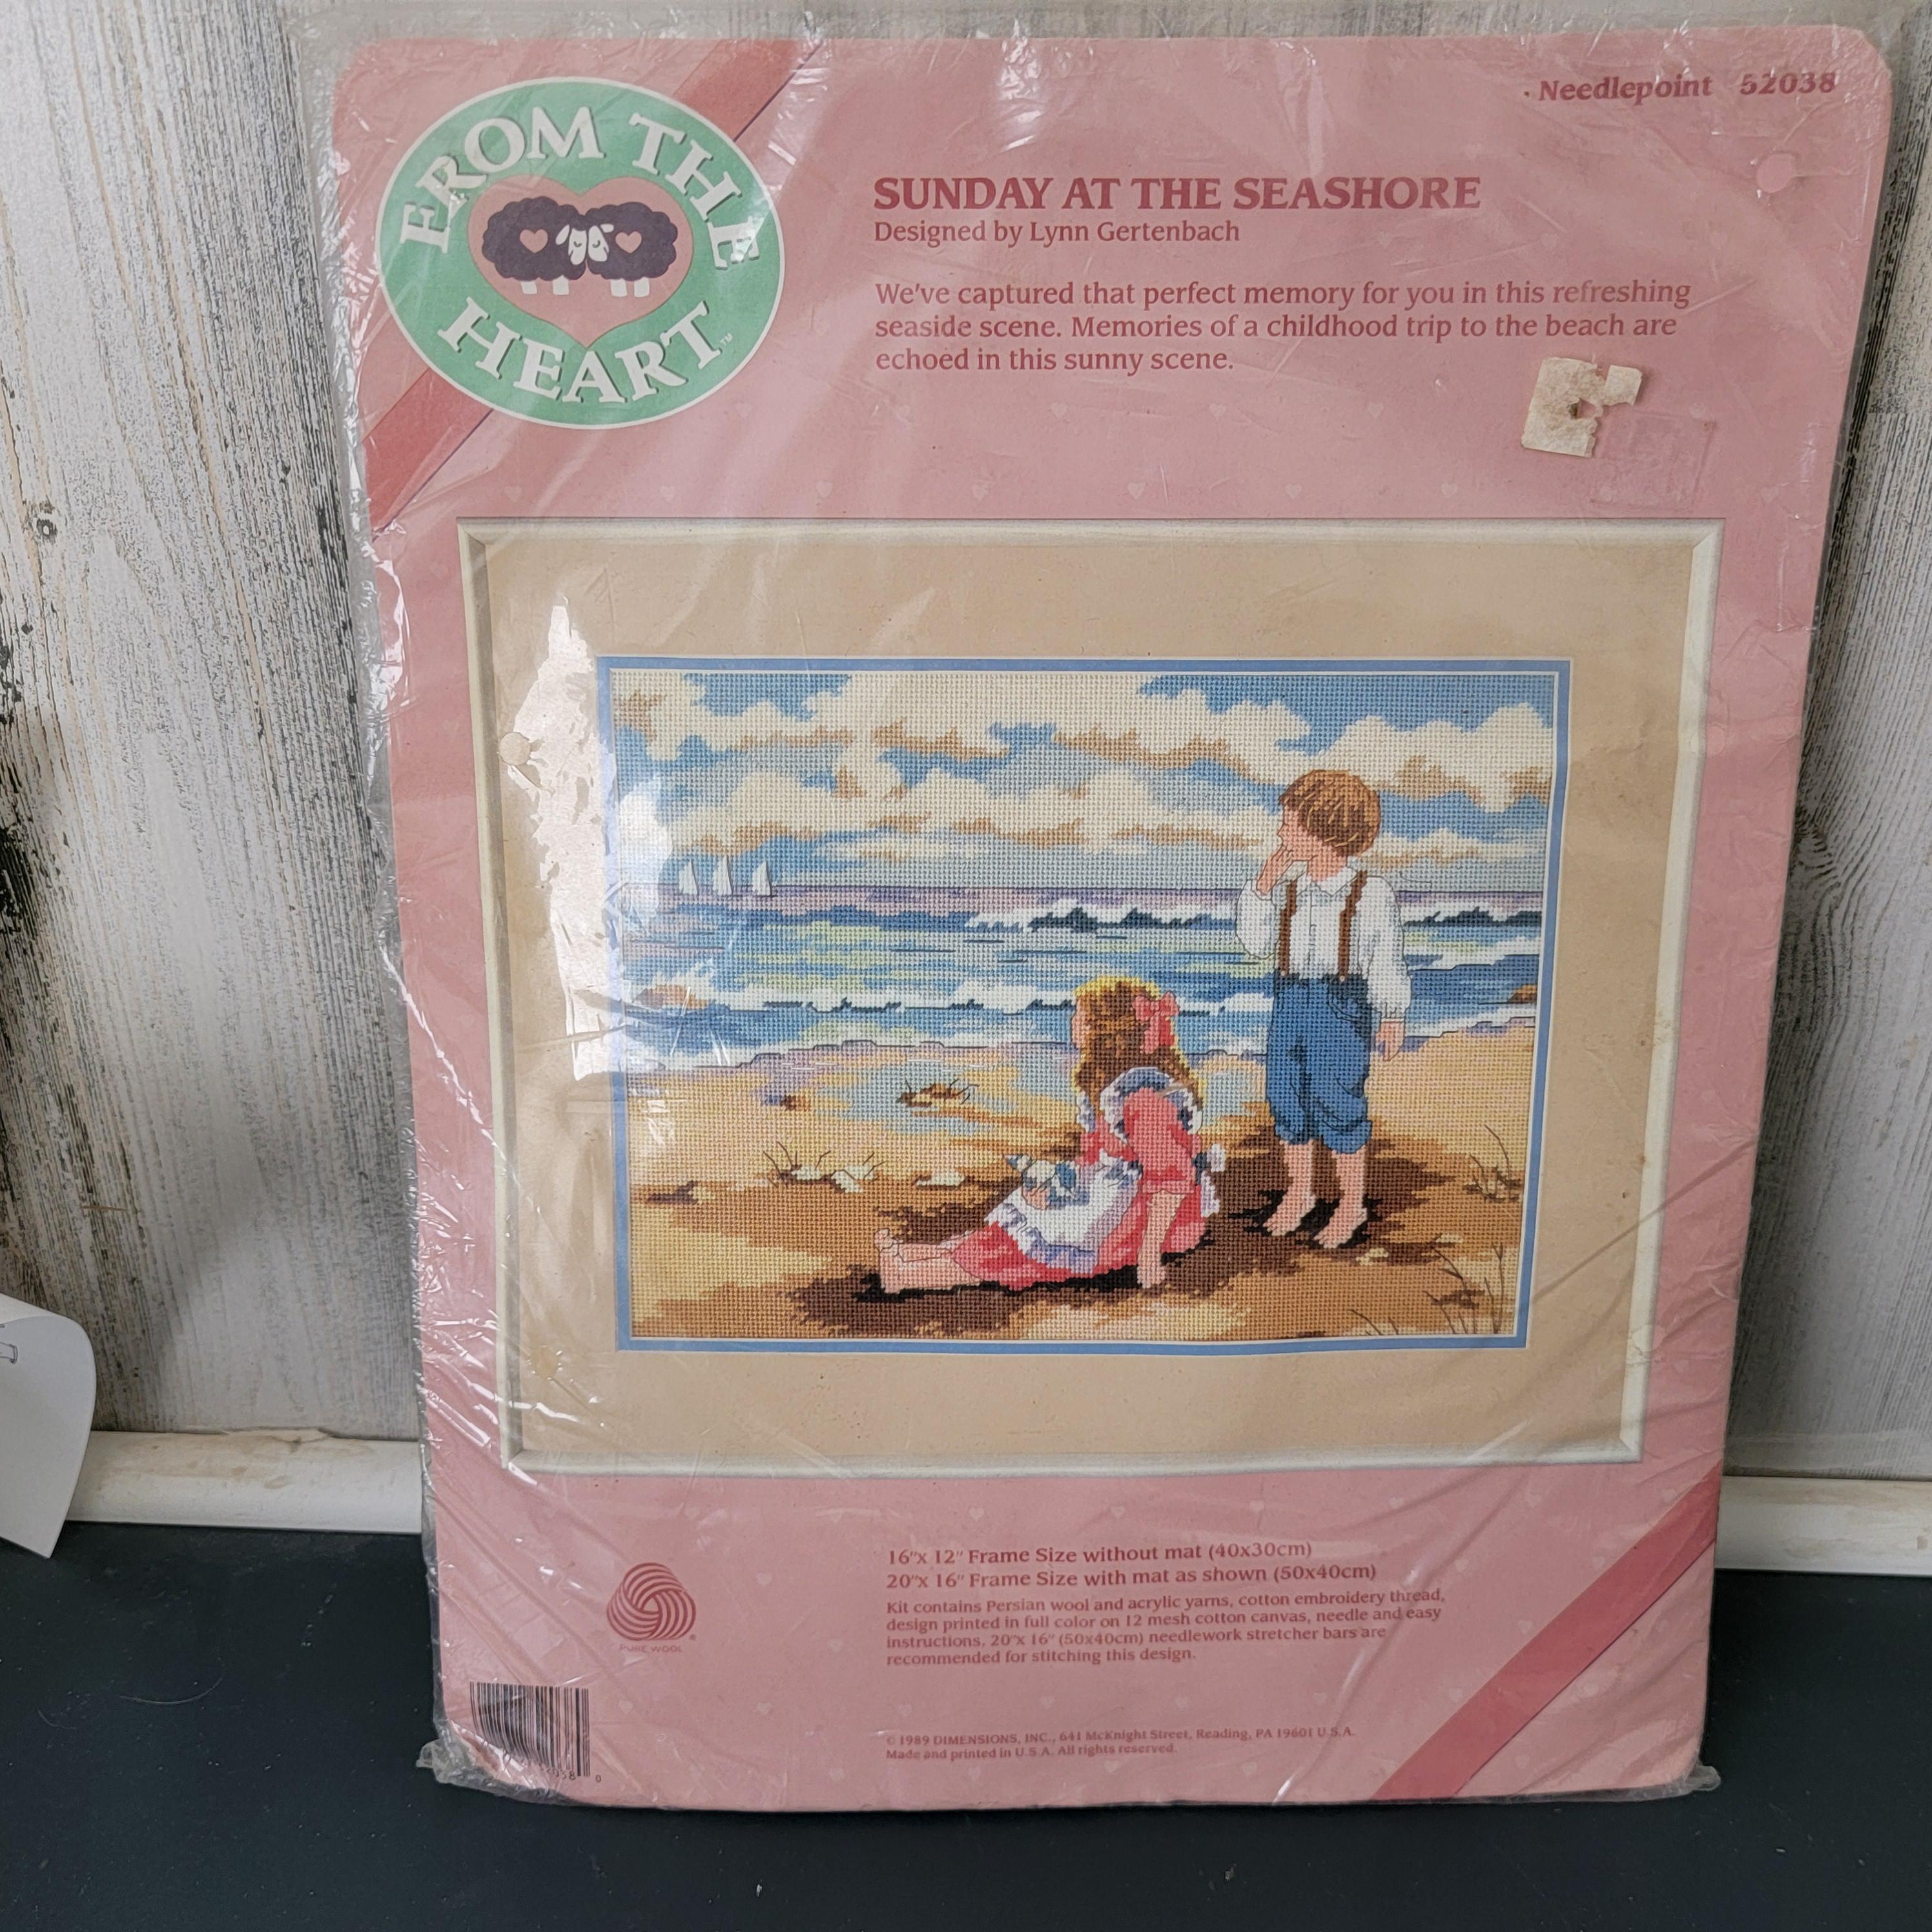 FROM THE
HEART™
· Needlepoint 52038
SUNDAY AT THE SEASHORE
Designed by Lynn Gertenbach
We've captured that perfect memory for you in this refreshing
seaside scene. Memories of a childhood trip to the beach are
echoed in this sunny scene.
16"x 12" Frame Size without mat (40x30cm)
20"x 16" Frame Size with mat as shown (50x40cm)
Kit contains Persian wool and acrylic yarns, cotton embroidery thread,
design printed in full color on 12 mesh cotton canvas, needle and easy
instructions. 20"x 16" (50x40cm) needlework stretcher bars are
recommended for stitching this design.
®
PURE WOOL
© 1989 DIMENSIONS, INC., 641 McKnight Street, Reading, PA 19601 U.S.A.
Made and printed in U.S.A. All rights reserved.